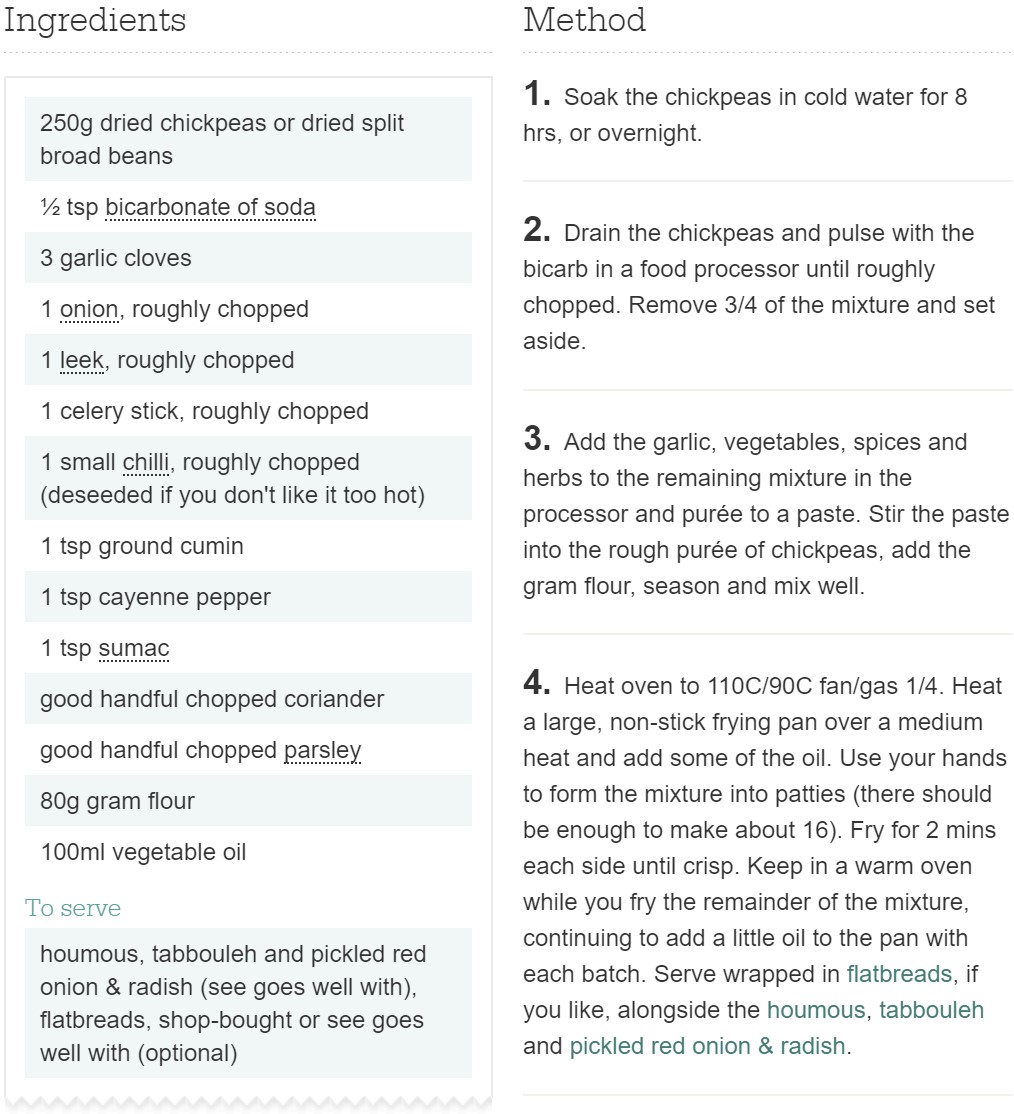 Ingredients
250g dried chickpeas or dried split
broad beans
½ tsp bicarbonate of soda
3 garlic cloves
1 onion, roughly chopped
1 leek, roughly chopped
1 celery stick, roughly chopped
1 small chilli, roughly chopped
(deseeded if you don't like it too hot)
1 tsp ground cumin
1 tsp cayenne pepper
1 tsp sumac
good handful chopped coriander
good handful chopped parsley
80g gram flour
100ml vegetable oil
To serve
houmous, tabbouleh and pickled red
onion & radish (see goes well with),
flatbreads, shop-bought or see goes
well with (optional)
Method
1. Soak the chickpeas in cold water for 8
hrs, or overnight.
2. Drain the chickpeas and pulse with the
bicarb in a food processor until roughly
chopped. Remove 3/4 of the mixture and set
aside.
3. Add the garlic, vegetables, spices and
herbs to the remaining mixture in the
processor and purée to a paste. Stir the paste
into the rough purée of chickpeas, add the
gram flour, season and mix well.
4. Heat oven to 110C/90C fan/gas 1/4. Heat
a large, non-stick frying pan over a medium
heat and add some of the oil. Use your hands
to form the mixture into patties (there should
be enough to make about 16). Fry for 2 mins
each side until crisp. Keep in a warm oven
while you fry the remainder of the mixture,
continuing to add a little oil to the pan with
each batch. Serve wrapped in flatbreads, if
you like, alongside the houmous, tabbouleh
and pickled red onion & radish.